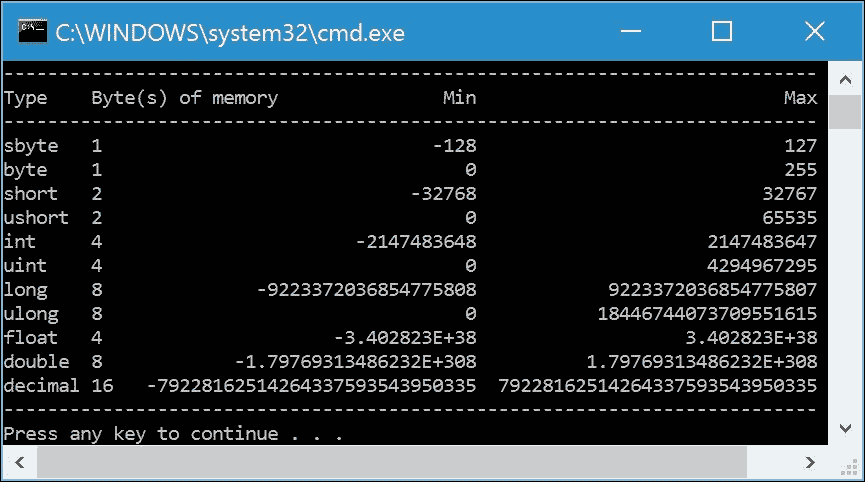 C:\WINDOWS\system32\cmd.exe
--------------------------------------------------------------------------
Type    Byte(s) of memory               Min                            Max
--------------------------------------------------------------------------
sbyte   1                              -128                            127
byte    1                                 0                            255
short   2                            -32768                          32767
ushort  2                                 0                          65535
int     4                       -2147483648                     2147483647
uint    4                                 0                     4294967295
long    8              -9223372036854775808            9223372036854775807
ulong   8                                 0           18446744073709551615
float   4                     -3.402823E+38                   3.402823E+38
double  8            -1.79769313486232E+308          1.79769313486232E+308
decimal 16   -79228162514264337593543950335  79228162514264337593543950335
--------------------------------------------------------------------------
Press any key to continue . . .